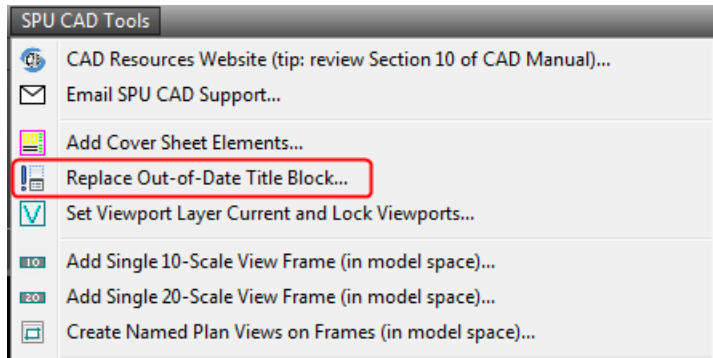 SPU CAD Tools
CAD Resources Website (tip: review Section 10 of CAD Manual)...
Email SPU CAD Support...
Add Cover Sheet Elements...
Replace Out-of-Date Title Block...
Set Viewport Layer Current and Lock Viewports...
10 Add Single 10-Scale View Frame (in model space)...
20 Add Single 20-Scale View Frame (in model space)...
Create Named Plan Views on Frames (in model space)...